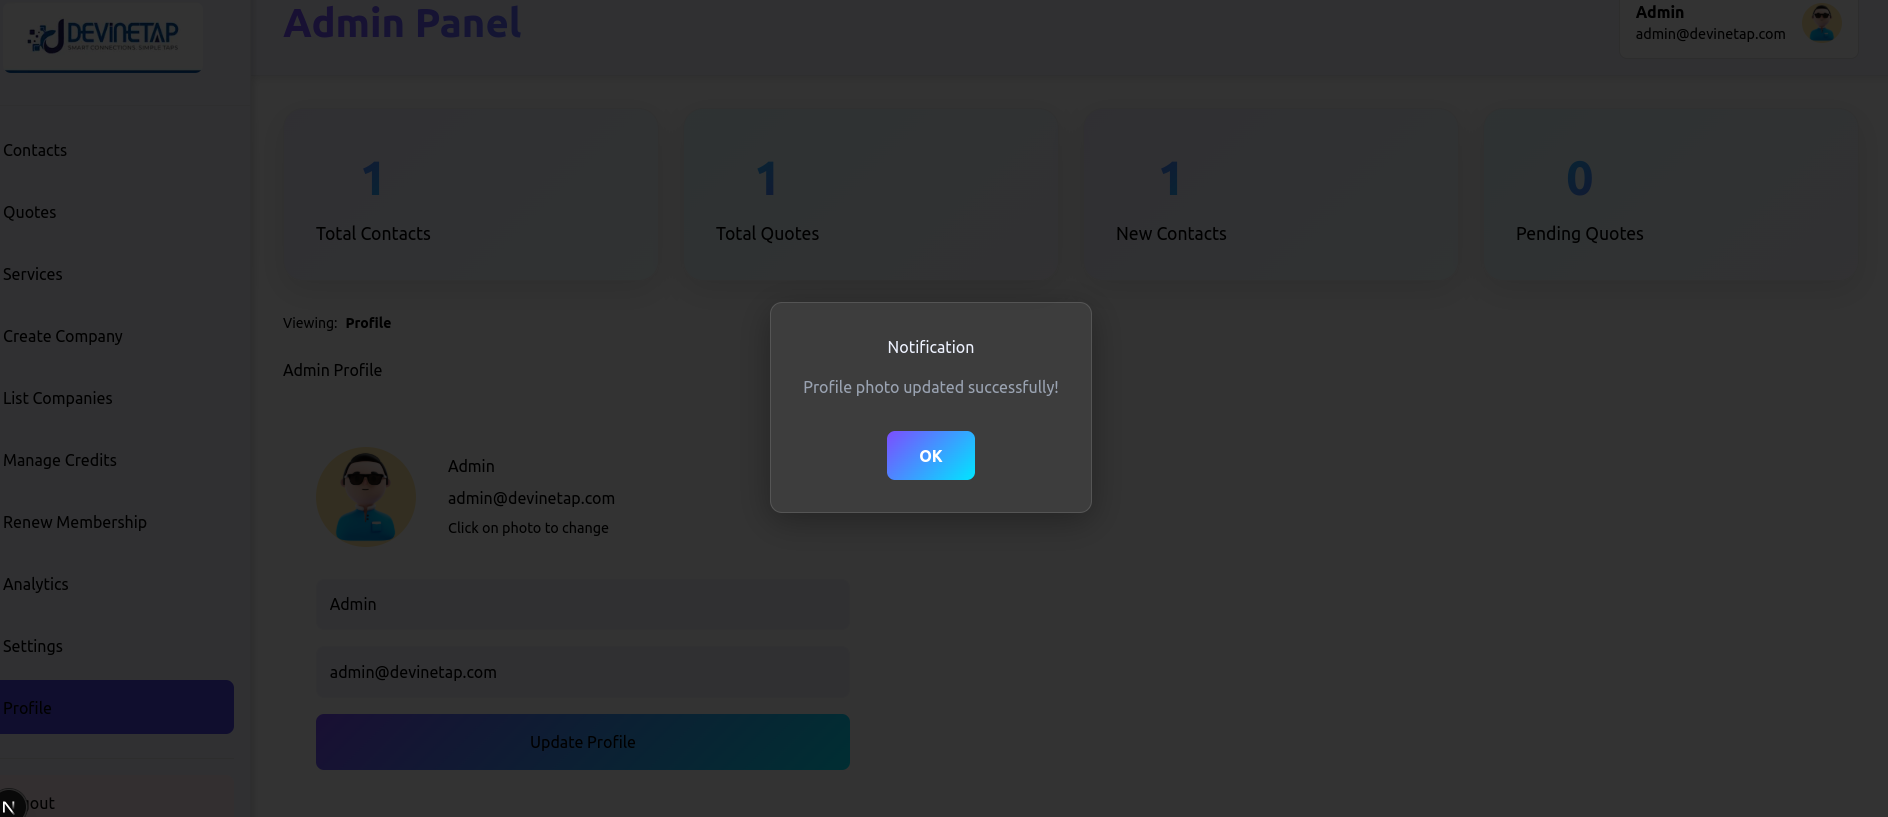 DEVINETAP
SMART CONNECTIONS. SIMPLE TAPS.
Admin Panel
Admin
admin@devinetap.com
Contacts
Quotes
Services
Create Company
List Companies
Manage Credits
Renew Membership
Analytics
Settings
Profile
out
N
1
Total Contacts
1
Total Quotes
1
New Contacts
0
Pending Quotes
Viewing: Profile
Admin Profile
Admin
admin@devinetap.com
Click on photo to change
Admin
admin@devinetap.com
Update Profile
Notification
Profile photo updated successfully!
OK